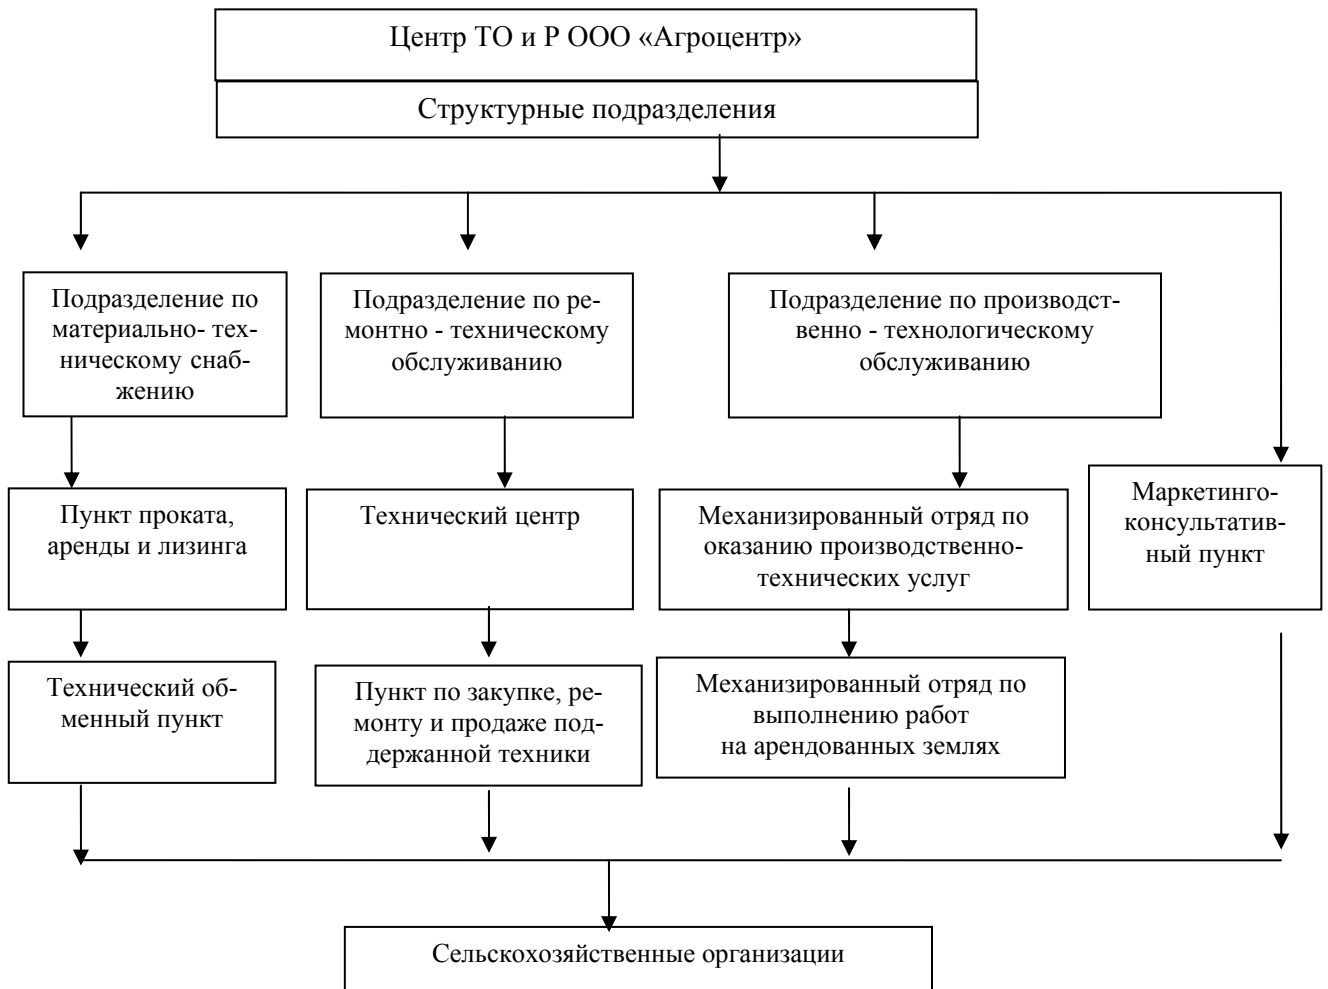 Центр ТО и Р ООО «Агроцентр»
Структурные подразделения
Подразделение по
материально- тех-
ническому снаб-
жению
Подразделение по ре-
монтно - техническому
обслуживанию
Подразделение по производст-
венно - технологическому
обслуживанию
Пункт проката,
аренды и лизинга
Технический центр
Механизированный отряд по
оказанию производственно-
технических услуг
Маркетинго-
консультатив-
ный пункт
Технический об-
менный пункт
Пункт по закупке, ре-
монту и продаже под-
держанной техники
Механизированный отряд по
выполнению работ
на арендованных землях
Сельскохозяйственные организации